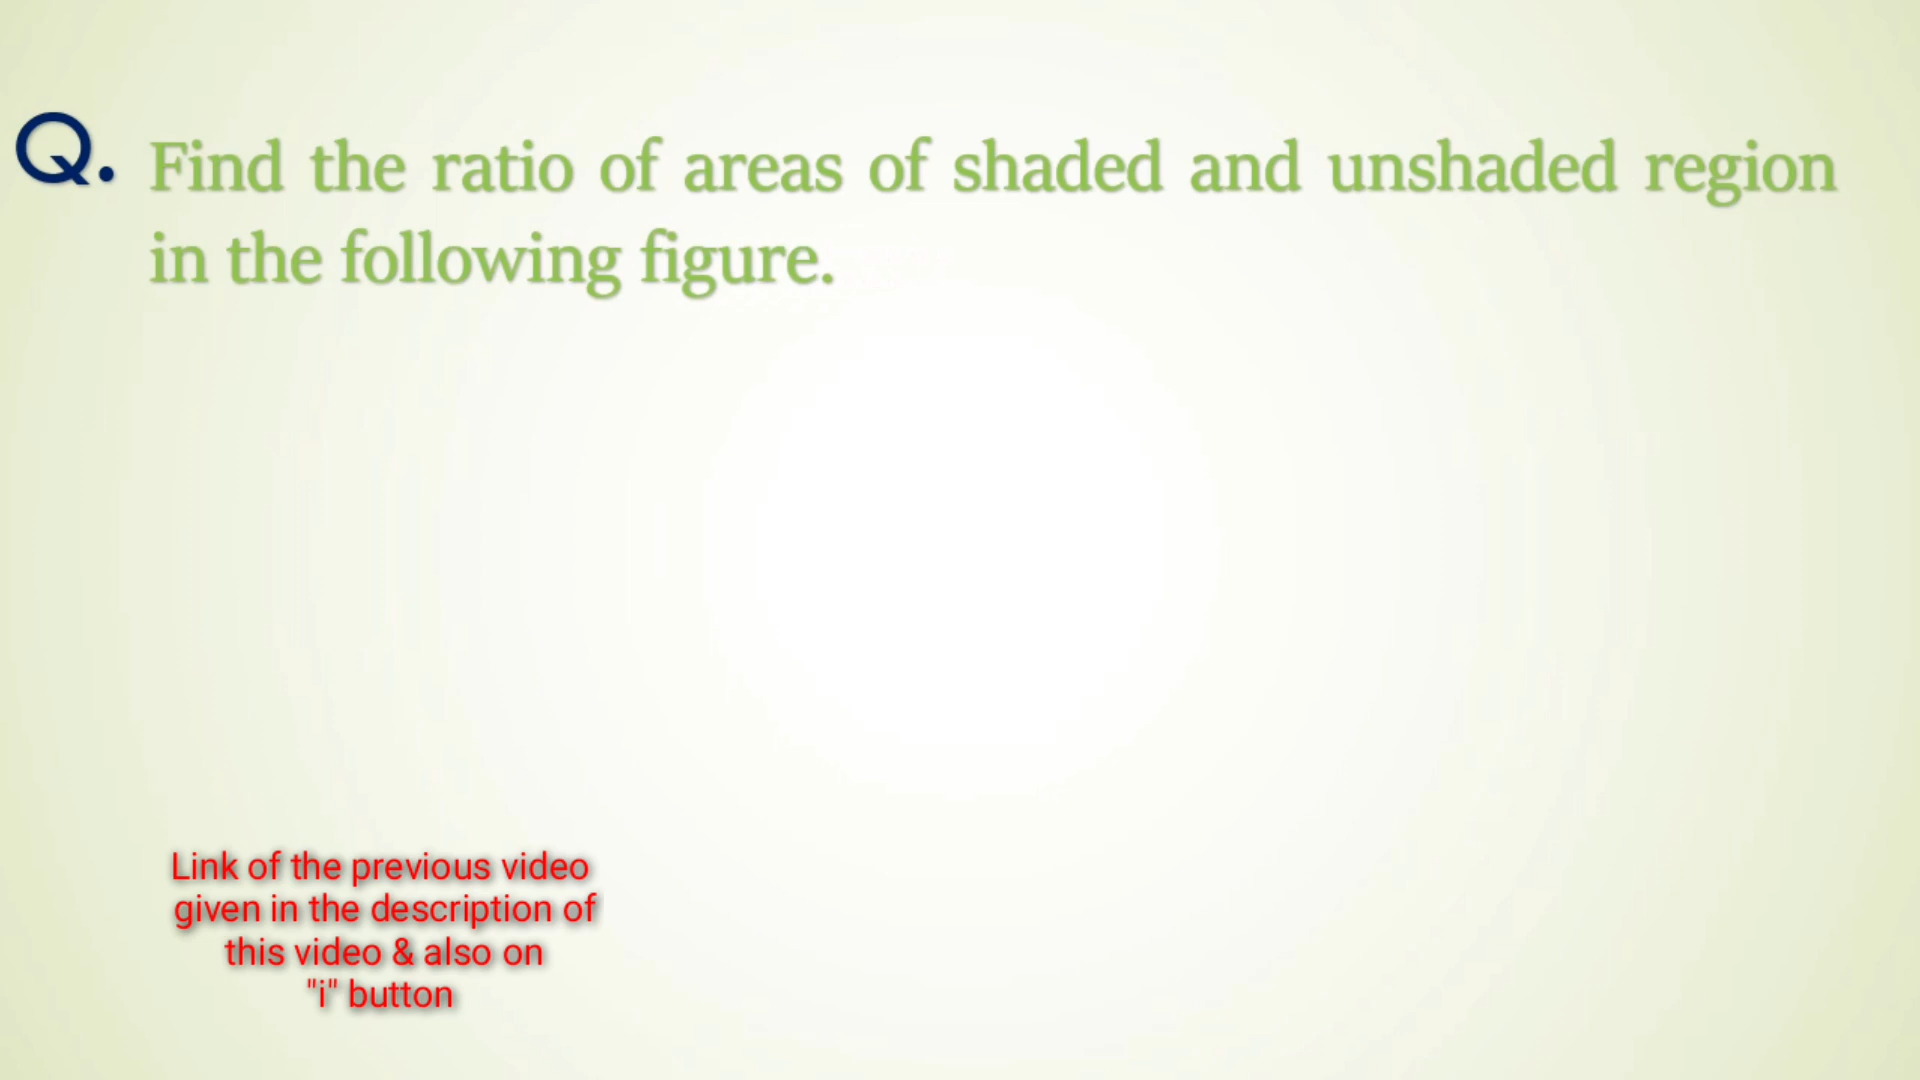 Q. Find the ratio of areas of shaded and unshaded region
in the following figure.
Link of the previous video
given in the description of
this video & also on
"i" button